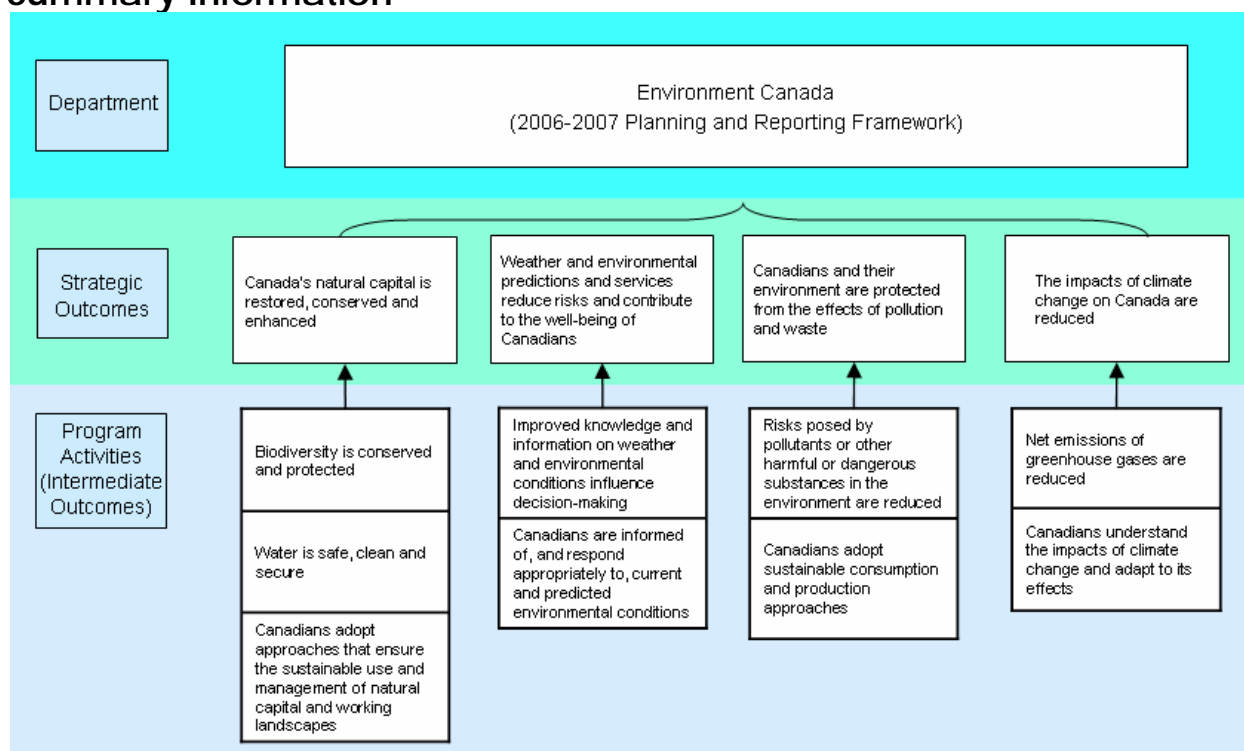 Summary Information
Department
Environment Canada
(2006-2007 Planning and Reporting Framework)
Strategic
Outcomes
Canada's natural capital is
restored, conserved and
enhanced
Weather and environmental
predictions and services
reduce risks and contribute
to the well-being of
Canadians
Canadians and their
environment are protected
from the effects of pollution
and waste
The impacts of climate
change on Canada are
reduced
Program
Activities
(Intermediate
Outcomes)
Biodiversity is conserved
and protected
Water is safe, clean and
secure
Canadians adopt
approaches that ensure
the sustainable use and
management of natural
capital and working
landscapes
Improved knowledge and
information on weather
and environmental
conditions influence
decision-making
Canadians are informed
of, and respond
appropriately to, current
and predicted
environmental conditions
Risks posed by
pollutants or other
harmful or dangerous
substances in the
environment are reduced
Canadians adopt
sustainable consumption
and production
approaches
Net emissions of
greenhouse gases are
reduced
Canadians understand
the impacts of climate
change and adapt to its
effects